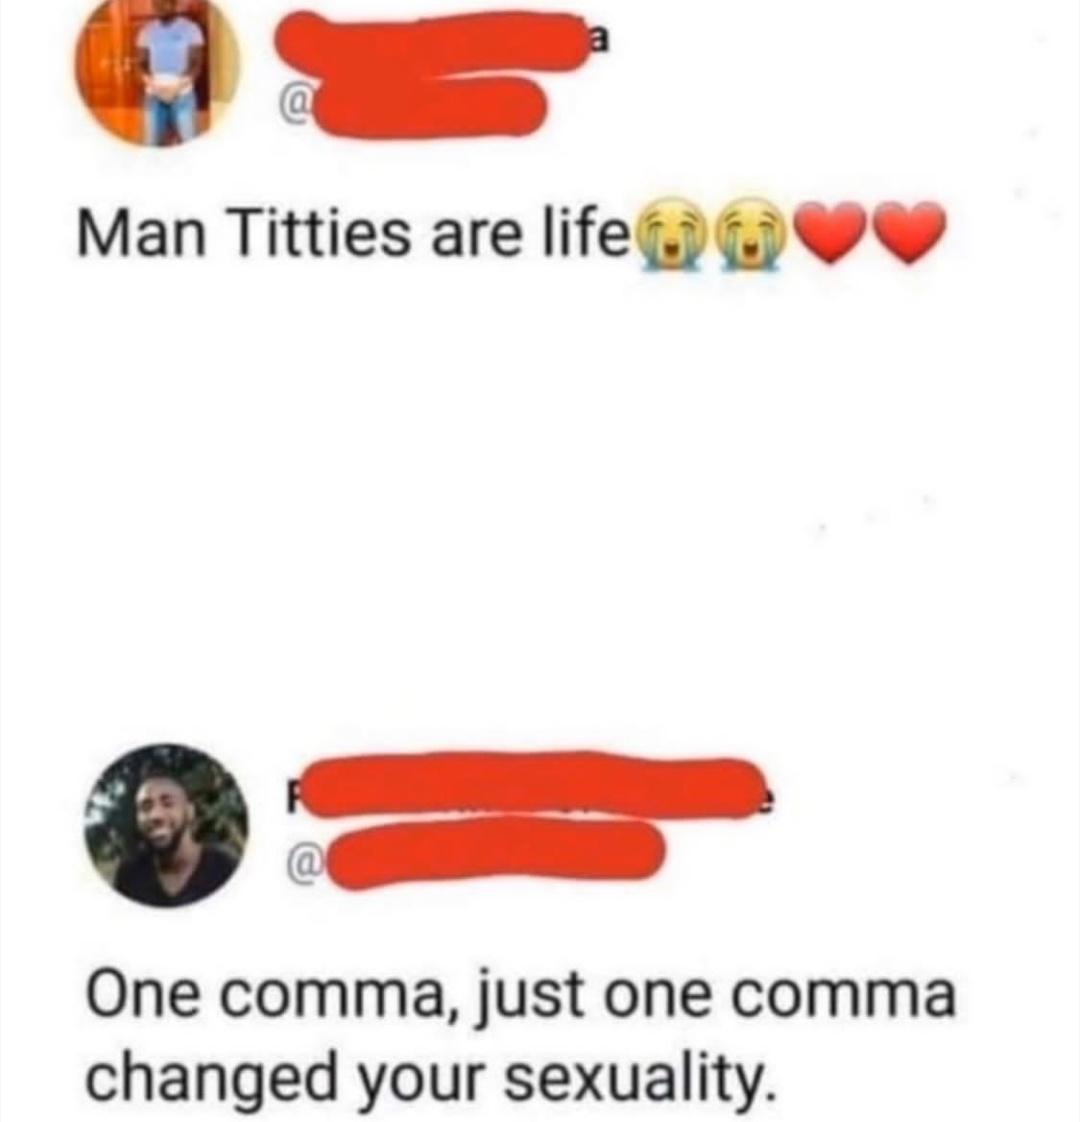 a
@
Man Titties are life😭😭❤️❤️
@
One comma, just one comma
changed your sexuality.